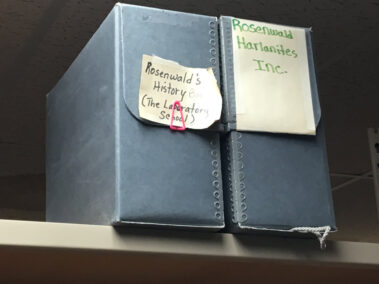 Rosenwald's
History
(The Laboratory
School)
Rosenwald
Harlanites
Inc.